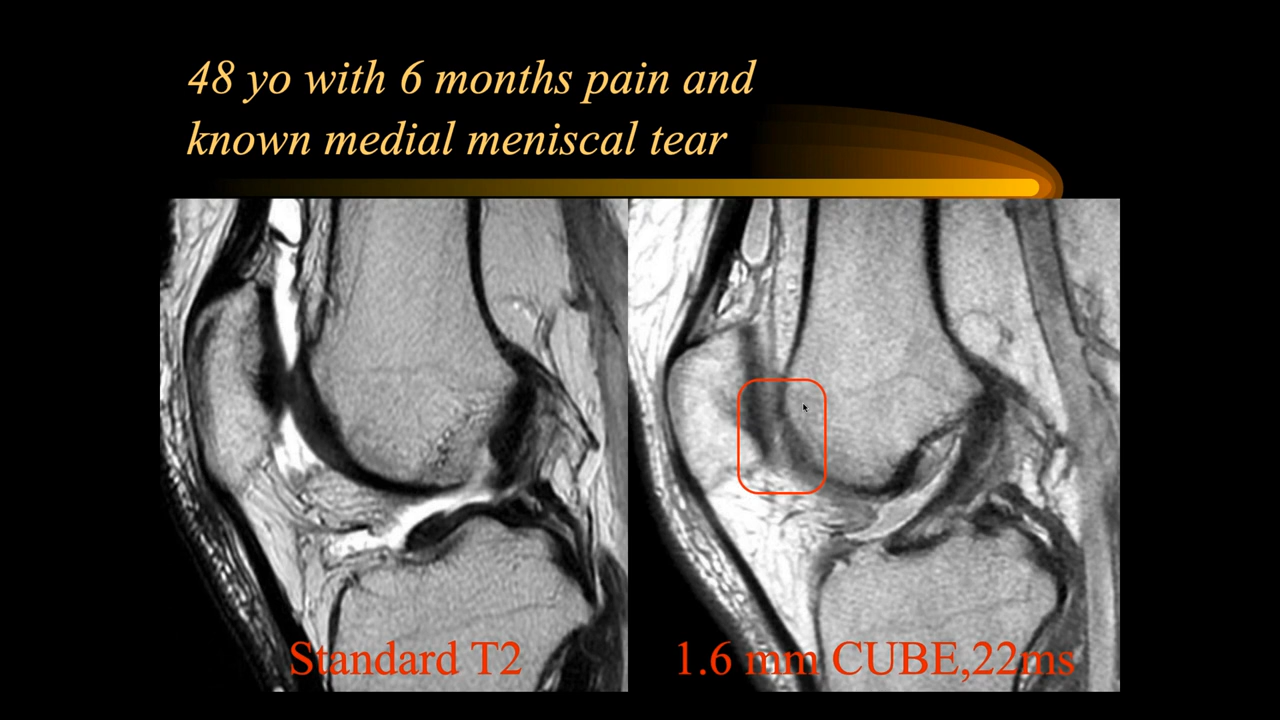 48 yo with 6 months pain and
known medial meniscal tear
Standard T2
1.6 mm CUBE,22ms